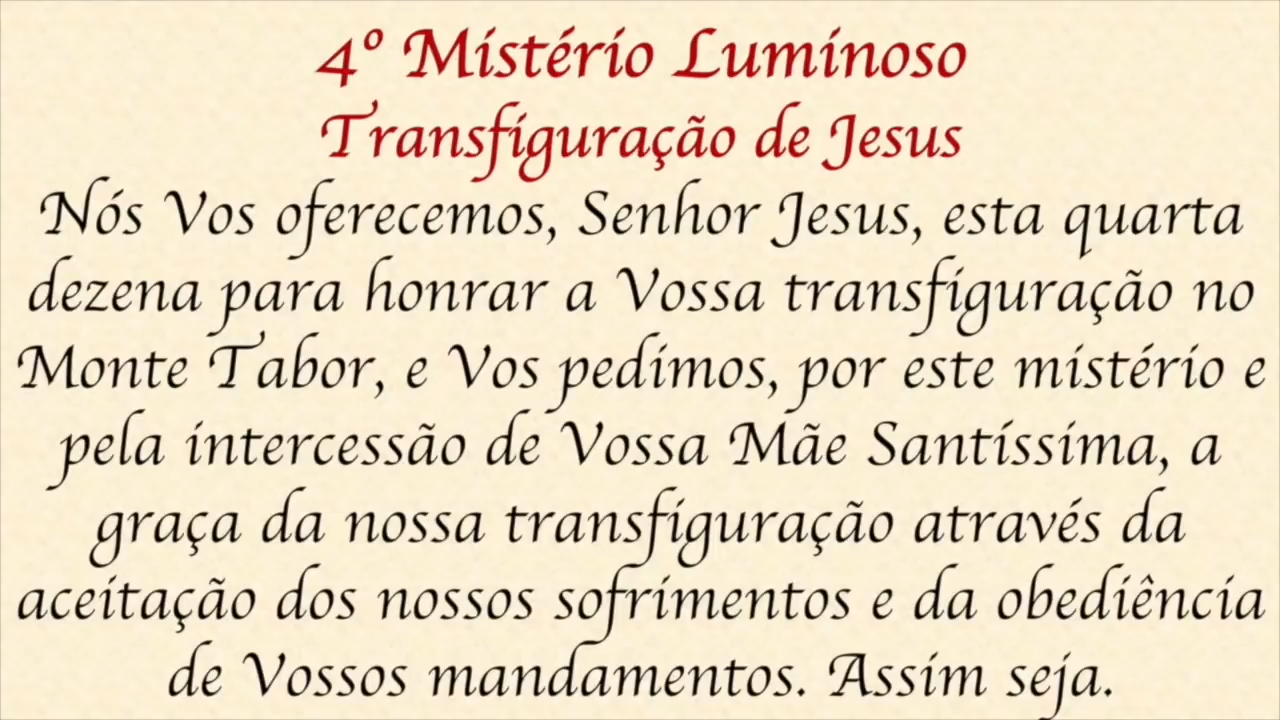 4º Mistério Luminoso
Transfiguração de Jesus
Nós Vos oferecemos, Senhor Jesus, esta quarta
dezena para honrar a Vossa transfiguração no
Monte Tabor, e Vos pedimos, por este mistério e
pela intercessão de Vossa Mãe Santíssima, a
graça da nossa transfiguração através da
aceitação dos nossos sofrimentos e da obediência
de Vossos mandamentos. Assim seja.